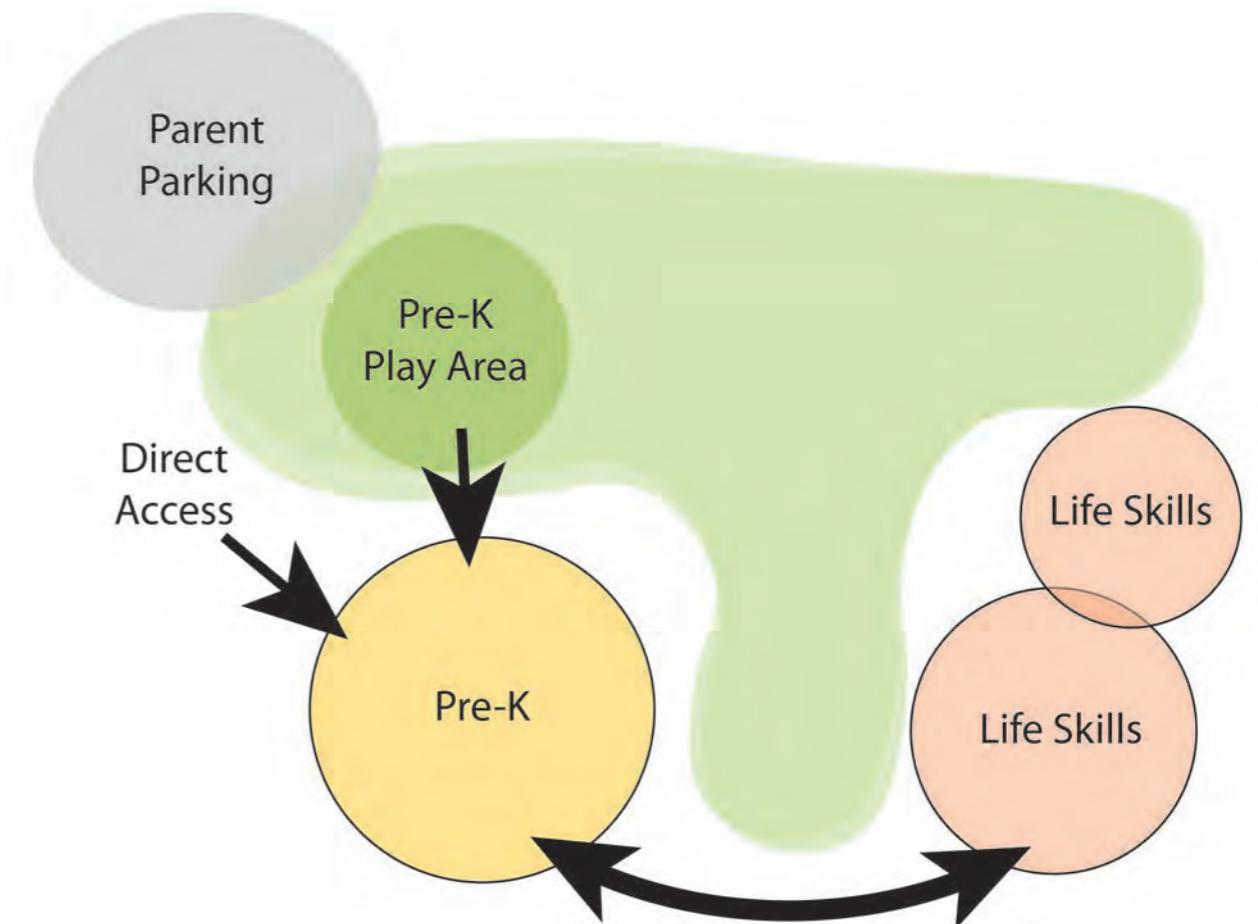 Parent
Parking
Pre-K
Play Area
Direct
Access
Life Skills
Pre-K
Life Skills